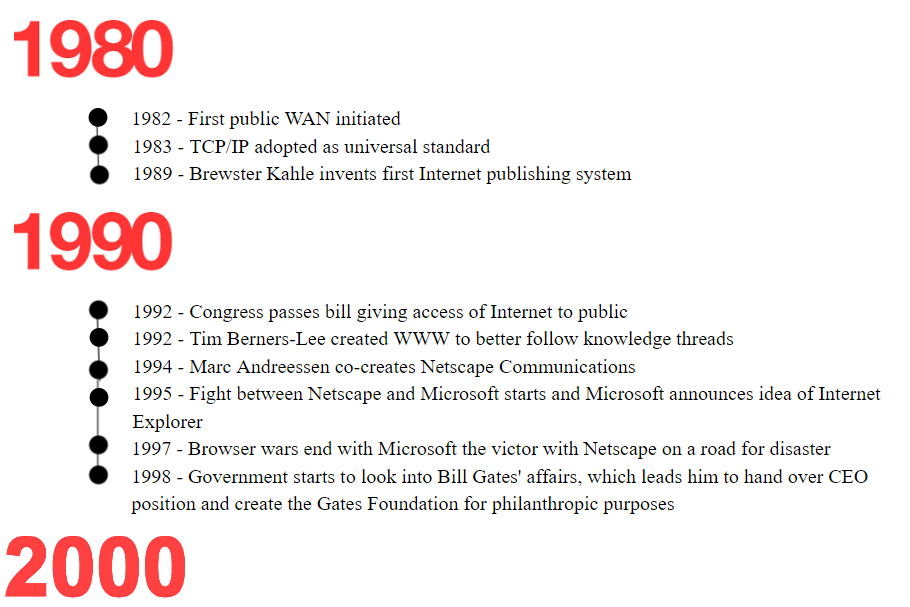 1980
1982 - First public WAN initiated
1983 - TCP/IP adopted as universal standard
1989 - Brewster Kahle invents first Internet publishing system
1990
1992 - Congress passes bill giving access of Internet to public
1992 - Tim Berners-Lee created WWW to better follow knowledge threads
1994 - Marc Andreessen co-creates Netscape Communications
1995 - Fight between Netscape and Microsoft starts and Microsoft announces idea of Internet
Explorer
1997 - Browser wars end with Microsoft the victor with Netscape on a road for disaster
1998 - Government starts to look into Bill Gates' affairs, which leads him to hand over CEO
position and create the Gates Foundation for philanthropic purposes
2000